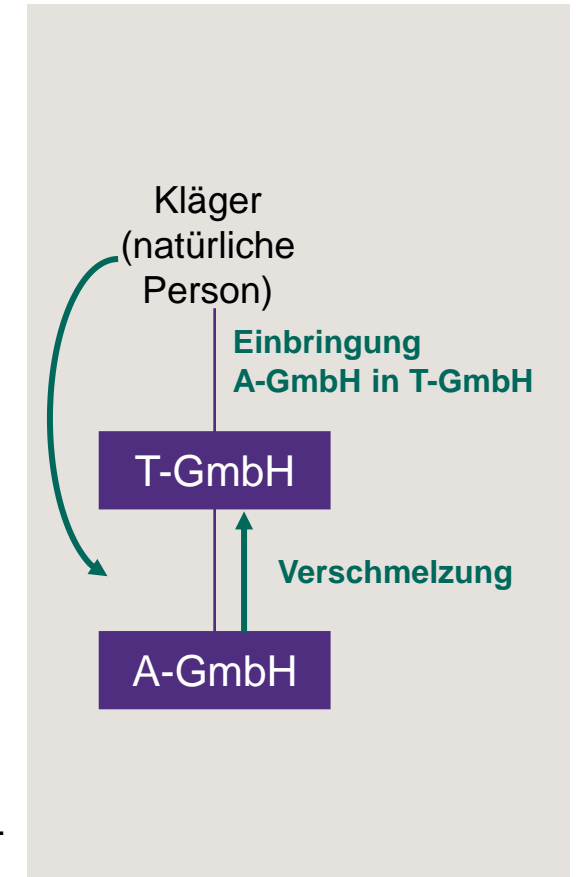 Kläger
(natürliche
Person)
Einbringung
A-GmbH in T-GmbH
T-GmbH
Verschmelzung
A-GmbH
.